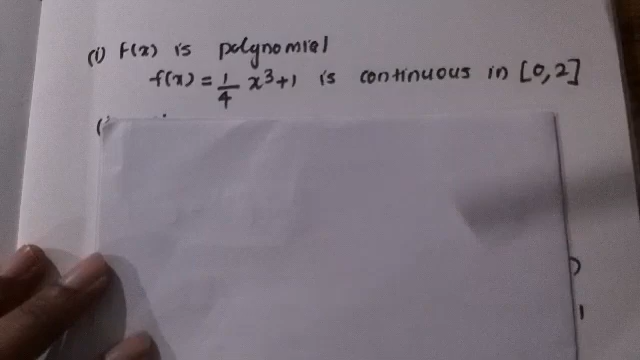 (i) f(x) is polynomial
f(x) = 1/4 x³+1 is continuous in [0,2]